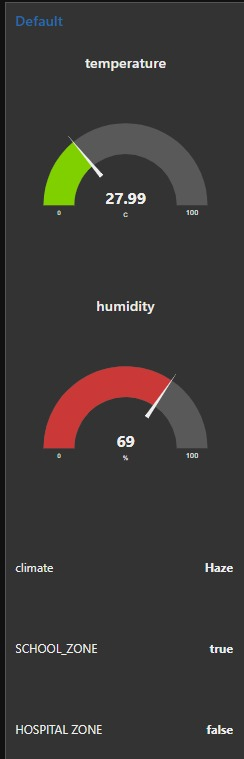 Default
temperature
27.99
0 C 100
humidity
69
0 % 100
climate Haze
SCHOOL_ZONE true
HOSPITAL ZONE false